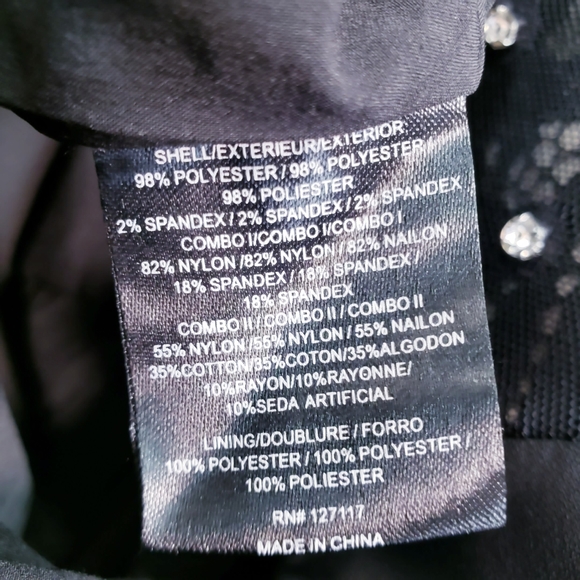 SHELL/EXTERIEUR/EXTERIOR
98% POLYESTER / 98% POLYESTER
98% POLIESTER
2% SPANDEX / 2% SPANDEX / 2% SPANDEX
COMBO I/COMBO I/COMBO I
82% NYLON /82% NYLON /82% NAILON
18% SPANDEX / 18% SPANDEX
18% SPANDEX
COMBO II / COMBO II / COMBO II
55% NYLON /55% NYLON / 55% NAILON
35%COTTON/35%COTON/35%ALGODON
10%RAYON/10%RAYONNE/
10%SEDA ARTIFICIAL
LINING/DOUBLURE / FORRO
100% POLYESTER / 100% POLYESTER /
100% POLIESTER
RN# 127117
MADE IN CHINA